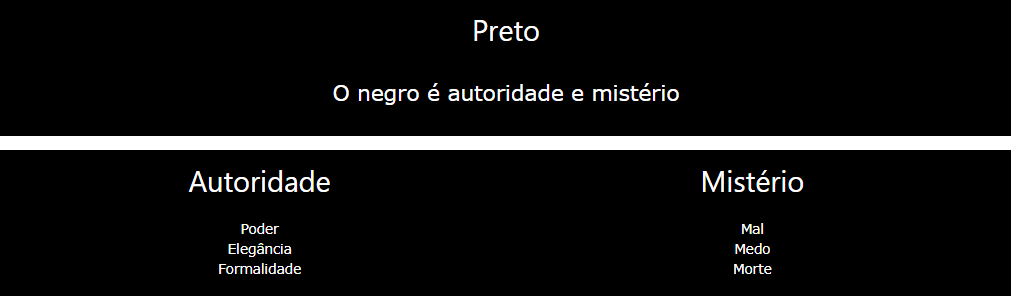 Preto
O negro é autoridade e mistério
Autoridade
Poder
Elegância
Formalidade
Mistério
Mal
Medo
Morte